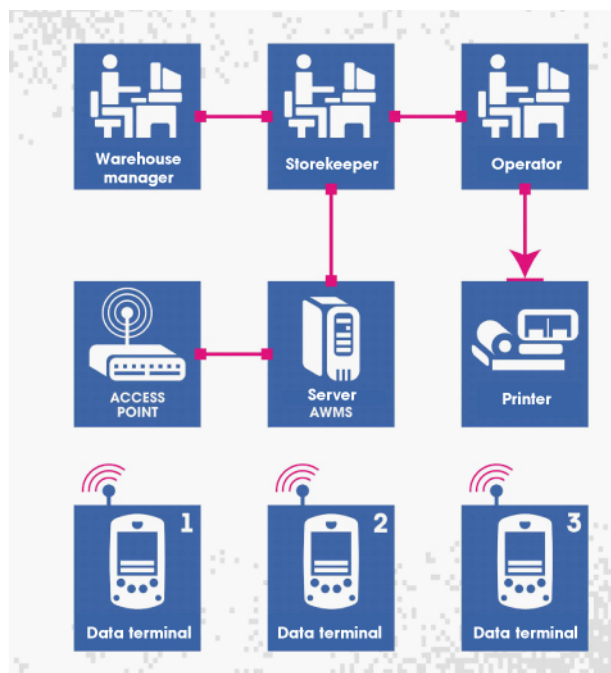 Warehouse
manager
Storekeeper
Operator
ACCESS
POINT
Server
AWMS
Printer
1
Data terminal
2
Data terminal
3
Data terminal